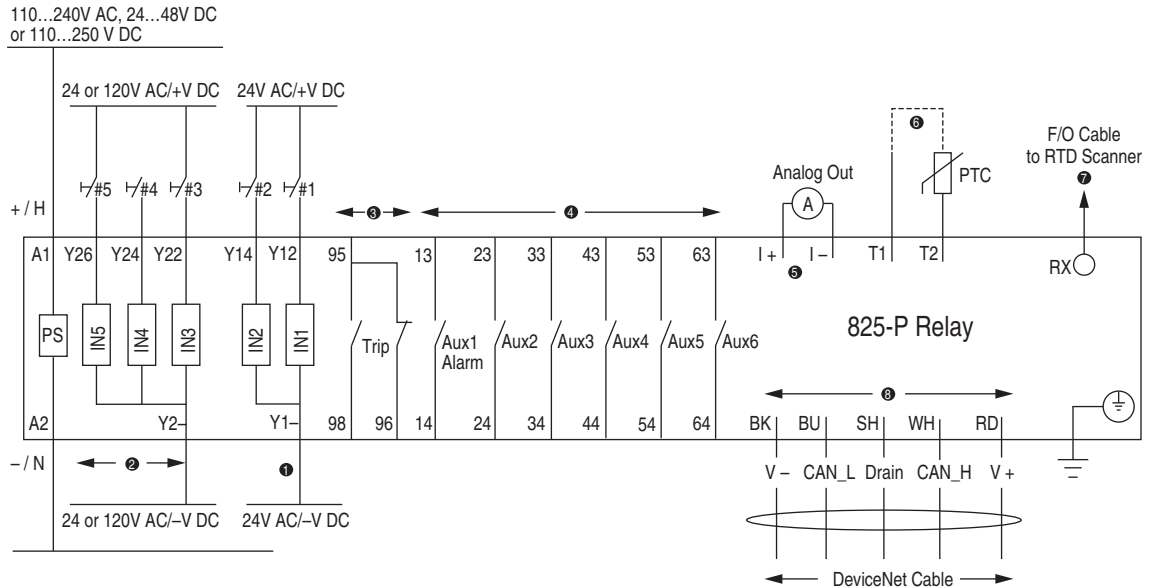 110...240V AC, 24...48V DC
or 110...250 V DC
24 or 120V AC/+V DC
24V AC/+V DC
#5
#4
#3
#2
#1
+ / H
❸
❹
Analog Out
A
❻
PTC
F/O Cable
to RTD Scanner
❼
A1
Y26
Y24
Y22
Y14
Y12
95
13
23
33
43
53
63
I +
I –
❺
T1
T2
RX
PS
IN5
IN4
IN3
IN2
IN1
Trip
Aux1
Alarm
Aux2
Aux3
Aux4
Aux5
Aux6
825-P Relay
❽
A2
Y2–
Y1–
98
96
14
24
34
44
54
64
BK
BU
SH
WH
RD
– / N
❷
❶
V –
CAN_L
Drain
CAN_H
V +
24 or 120V AC/–V DC
24V AC/–V DC
DeviceNet Cable